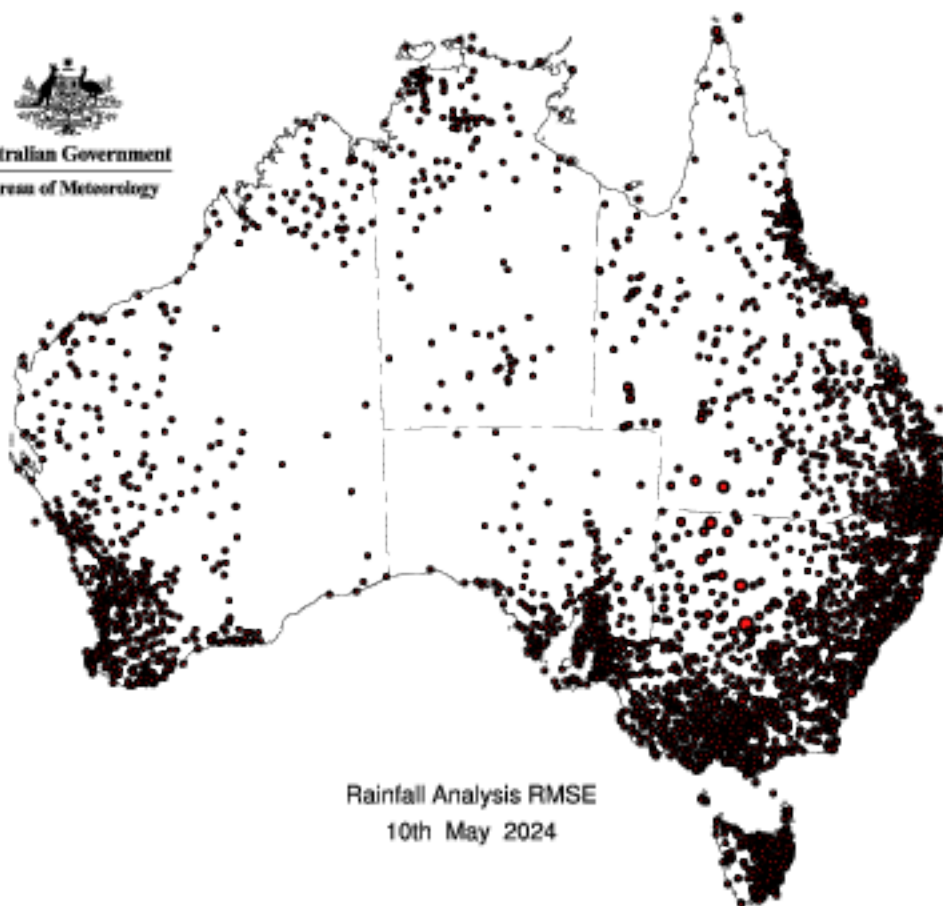 tralian Government
reau of Meteorology
Rainfall Analysis RMSE
10th May 2024